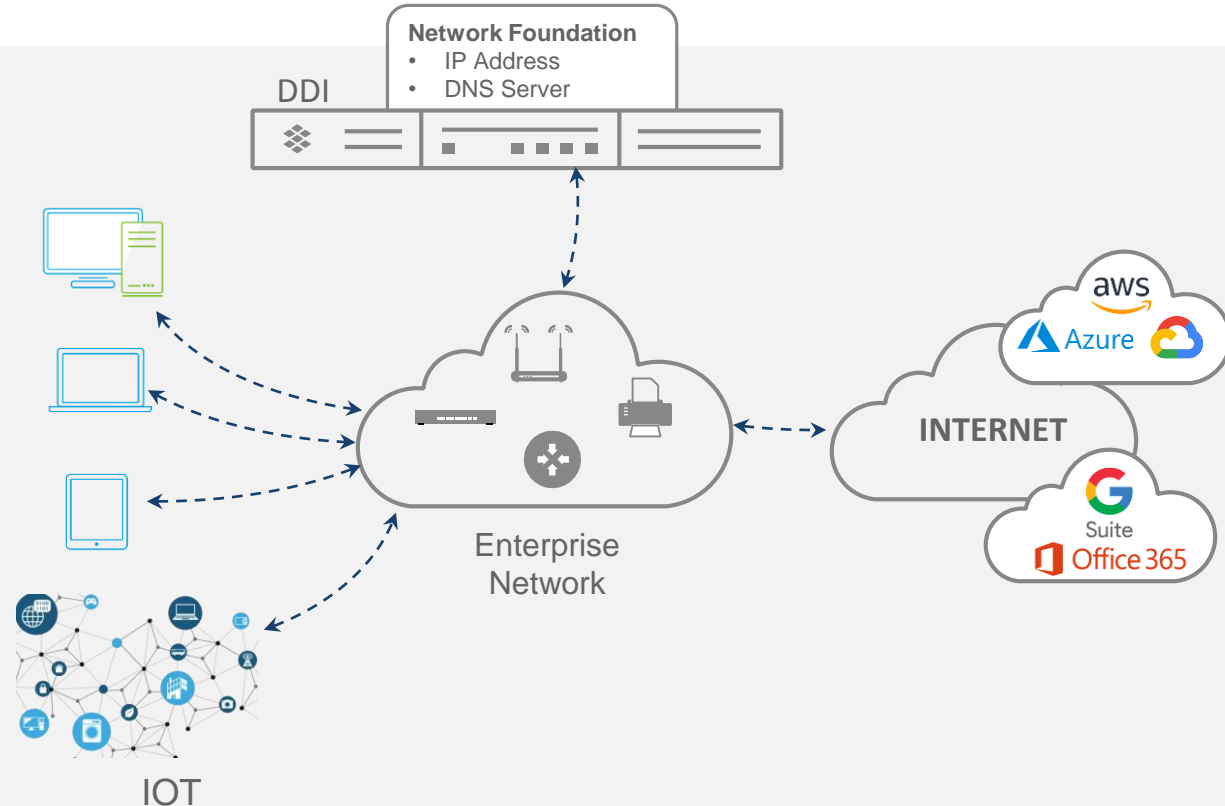 Network Foundation
• IP Address
• DNS Server
DDI
aws
Azure
INTERNET
G
Suite
Office 365
Enterprise
Network
IOT